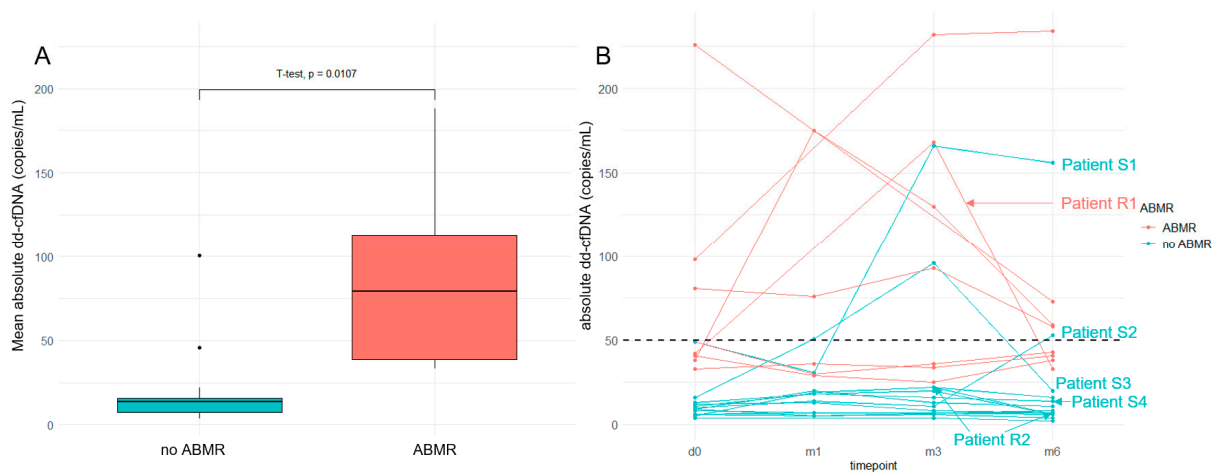 A
T-test, p = 0.0107
Mean absolute dd-cfDNA (copies/mL)
200
150
100
50
0
no ABMR
ABMR
B
absolute dd-cfDNA (copies/mL)
200
150
100
50
0
Patient S1
Patient R1
Patient S2
Patient S3
Patient S4
Patient R2
d0
m1
m3
m6
timepoint
ABMR
ABMR
no ABMR